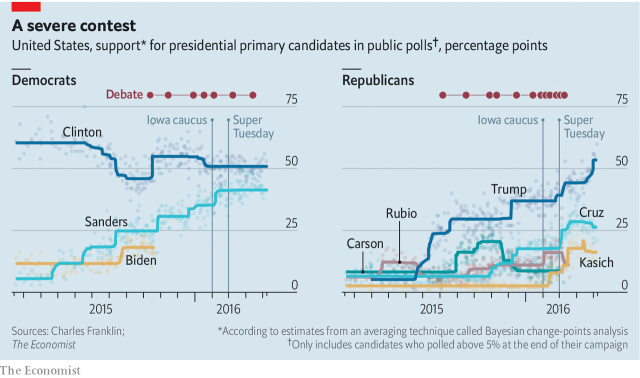 A severe contest
United States, support* for presidential primary candidates in public polls†, percentage points
Democrats
Debate
75
Iowa caucus
Super
Tuesday
Clinton
50
Sanders
25
Biden
0
2015
2016
Republicans
75
Iowa caucus
Super
Tuesday
50
Trump
Rubio
Cruz
25
Carson
Kasich
0
2015
2016
Sources: Charles Franklin;
The Economist
*According to estimates from an averaging technique called Bayesian change-points analysis
†Only includes candidates who polled above 5% at the end of their campaign
The Economist